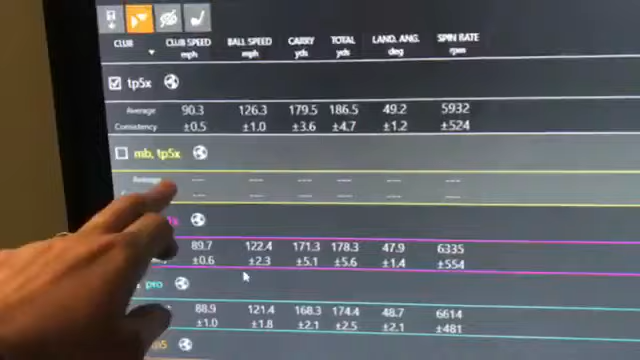 CLUB CLUB SPEED BALL SPEED CARRY TOTAL LAND. ANG. SPIN RATE
mph mph yds yds deg rpm
tp5x
Average 90.3 126.3 179.5 186.5 49.2 5932
Consistency ±0.5 ±1.0 ±3.6 ±4.7 ±1.2 ±524
mb, tp5x
Average --- --- --- --- --- ---
89.7 122.4 171.3 178.3 47.9 6335
±0.6 ±2.3 ±5.1 ±5.6 ±1.4 ±554
pro
88.9 121.4 168.3 174.4 48.7 6614
±1.0 ±1.8 ±2.1 ±2.5 ±2.1 ±481